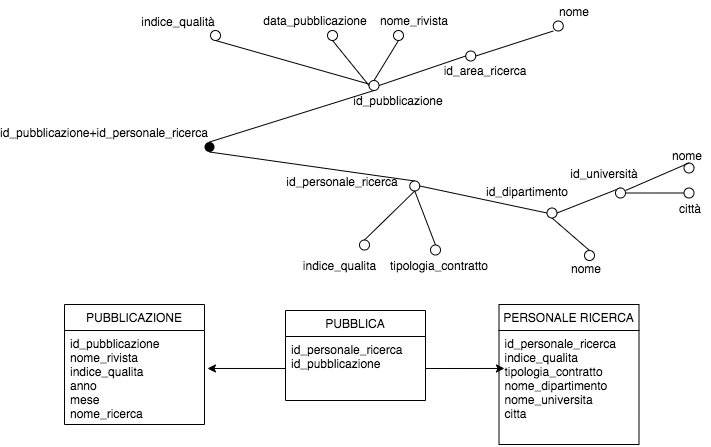 nome
indice_qualità
data_pubblicazione
nome_rivista
id_area_ricerca
id_pubblicazione
id_pubblicazione+id_personale_ricerca
nome
id_università
id_personale_ricerca
id_dipartimento
città
indice_qualita
tipologia_contratto
nome
PUBBLICAZIONE
id_pubblicazione
nome_rivista
indice_qualita
anno
mese
nome_ricerca
PUBBLICA
id_personale_ricerca
id_pubblicazione
PERSONALE RICERCA
id_personale_ricerca
indice_qualita
tipologia_contratto
nome_dipartimento
nome_universita
citta